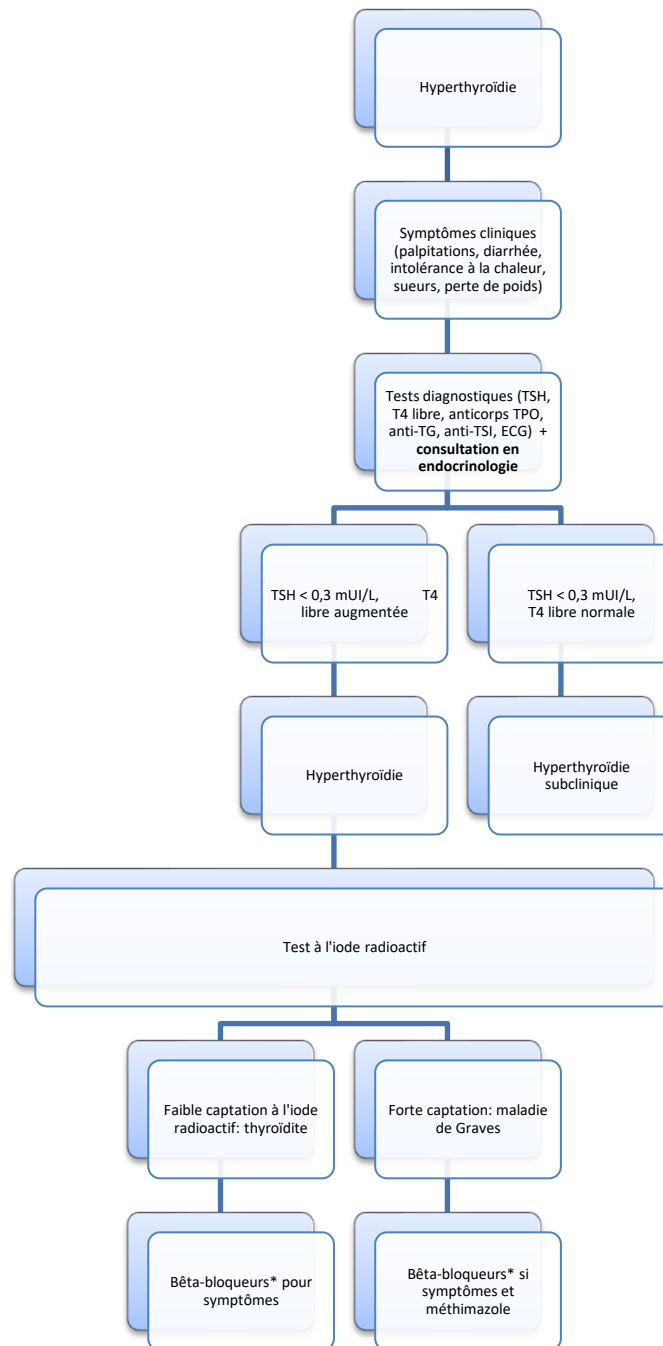 Hyperthyroïdie
Symptômes cliniques
(palpitations, diarrhée,
intolérance à la chaleur,
sueurs, perte de poids)
Tests diagnostiques (TSH,
T4 libre, anticorps TPO,
anti-TG, anti-TSI, ECG) +
consultation en
endocrinologie
TSH < 0,3 mUI/L, T4
libre augmentée
TSH < 0,3 mUI/L,
T4 libre normale
Hyperthyroïdie
Hyperthyroïdie
subclinique
Test à l'iode radioactif
Faible captation à l'iode
radioactif: thyroïdite
Forte captation: maladie
de Graves
Bêta-bloqueurs* pour
symptômes
Bêta-bloqueurs* si
symptômes et
méthimazole